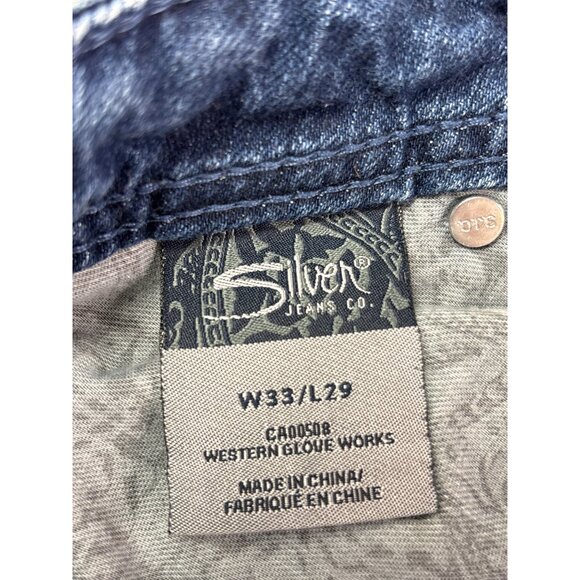 Silver®
JEANS CO.
W33/L29
CA00508
WESTERN GLOVE WORKS
MADE IN CHINA/
FABRIQUÉ EN CHINE